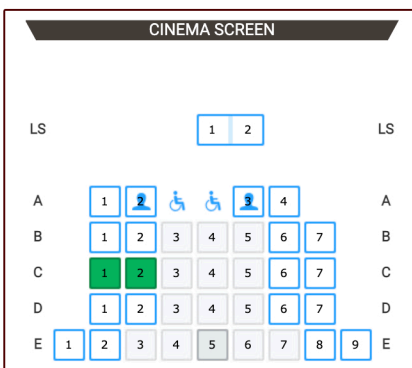 CINEMA SCREEN
LS 1 2 LS
A 1 2 3 4 A
B 1 2 3 4 5 6 7 B
C 1 2 3 4 5 6 7 C
D 1 2 3 4 5 6 7 D
E 1 2 3 4 5 6 7 8 9 E